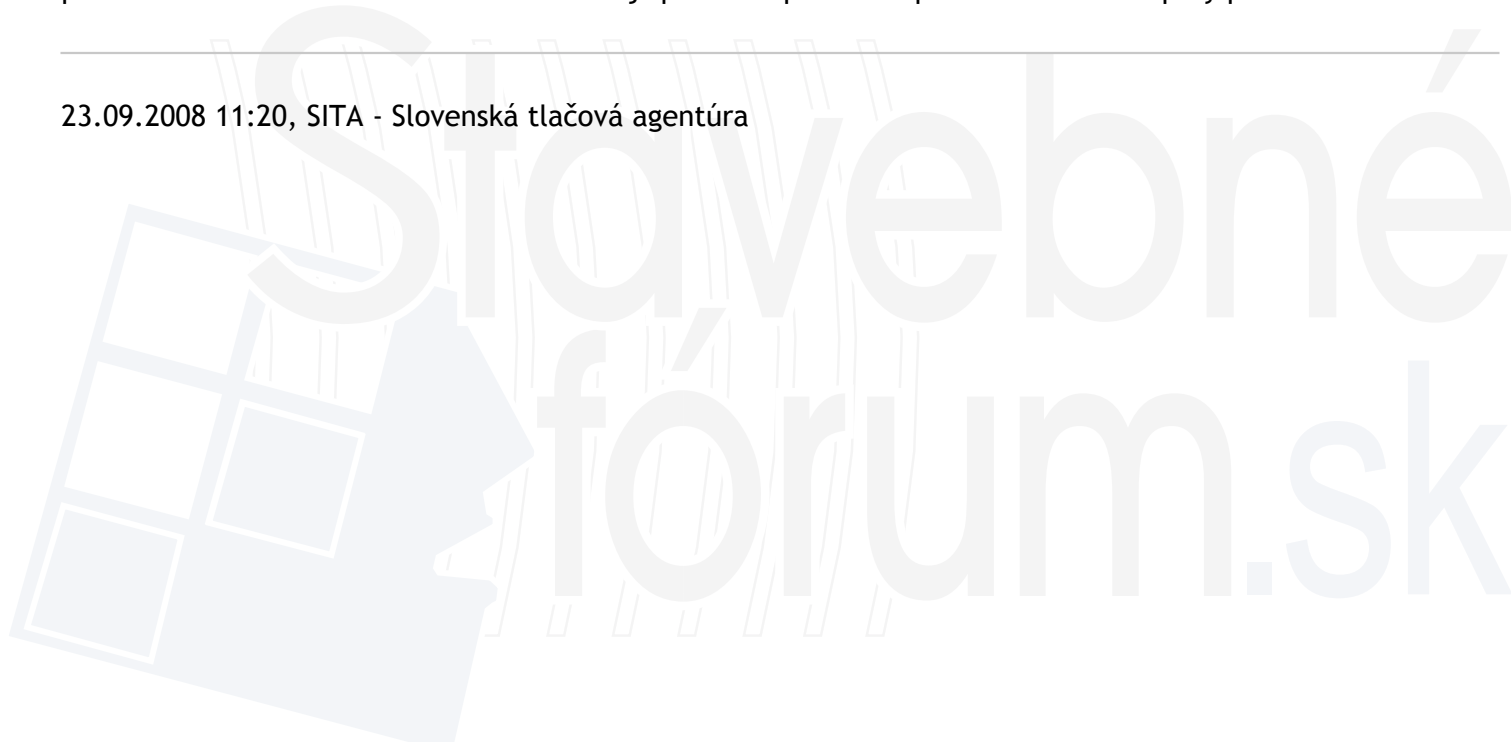 23.09.2008 11:20, SITA - Slovenská tlačová agentúra
Stavebné
fórum.sk